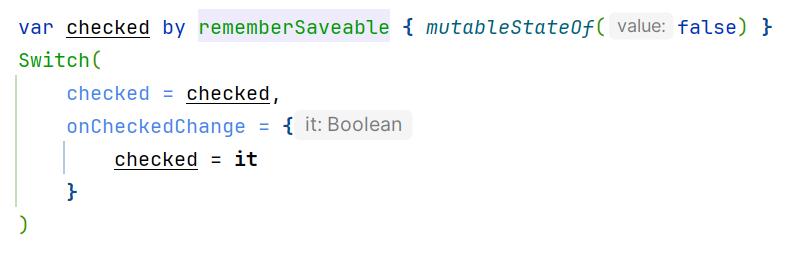 var checked by rememberSaveable { mutableStateOf( value: false) }
Switch(
checked = checked,
onCheckedChange = { it: Boolean
checked = it
}
)